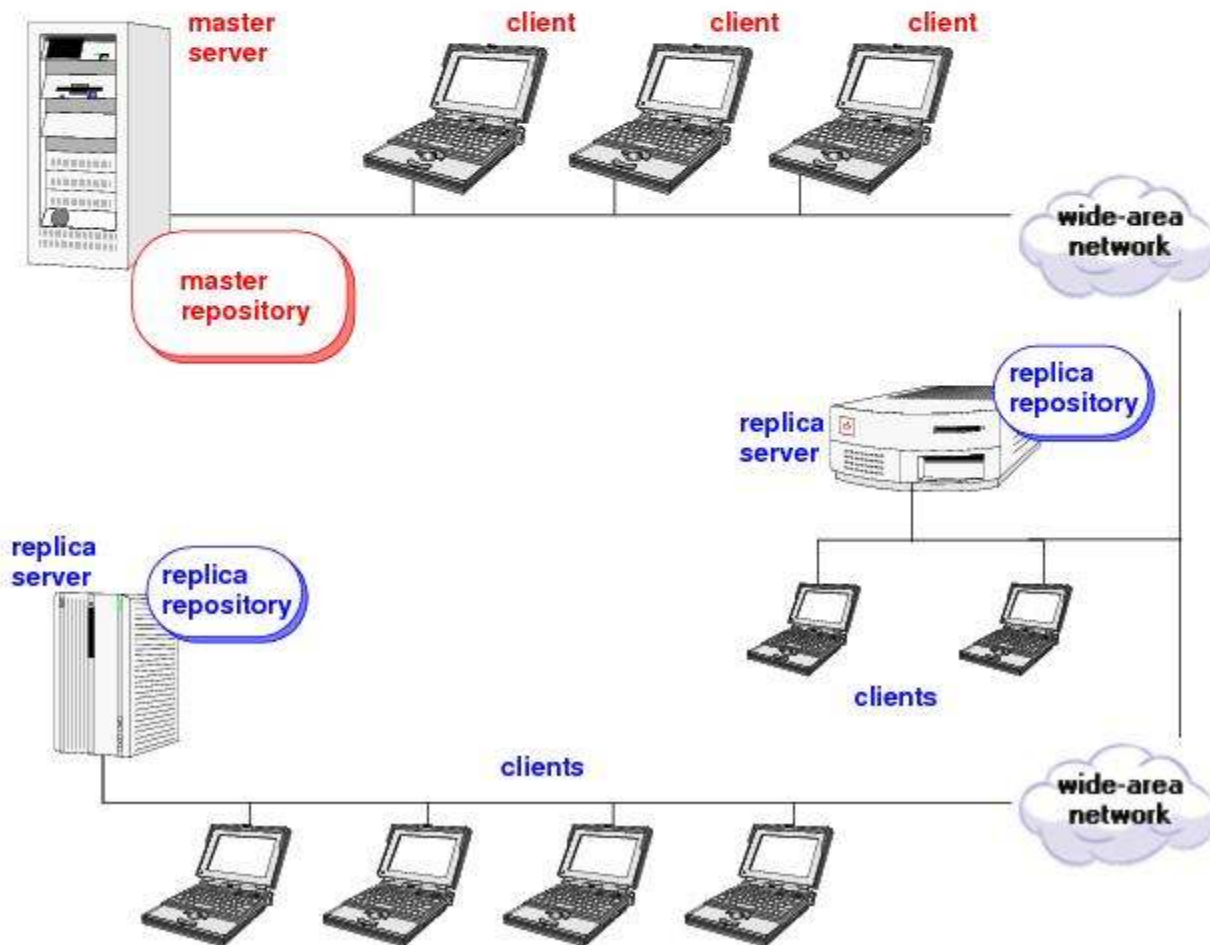 master
server
client
client
client
wide-area
network
master
repository
replica
repository
replica
server
replica
server
replica
repository
clients
clients
wide-area
network